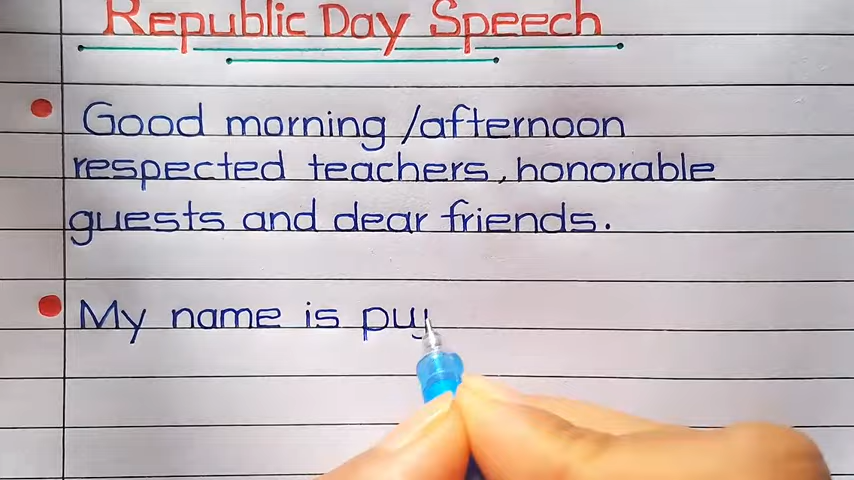 Republic Day Speech
Good morning /afternoon
respected teachers, honorable
guests and dear friends.
My name is